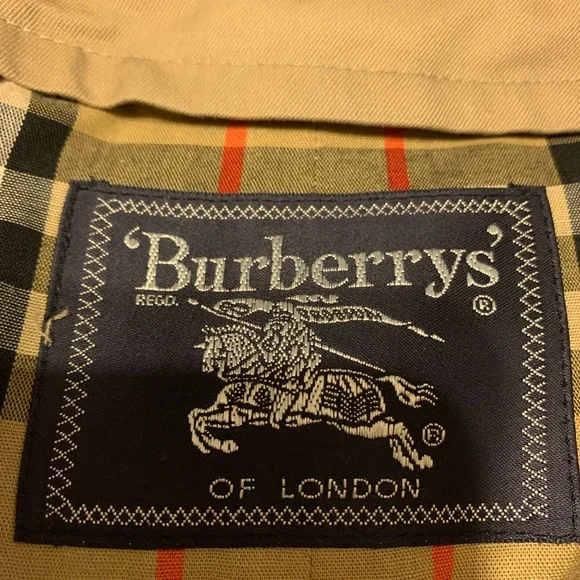 ‘Burberrys’
REGD. ®
®
OF LONDON